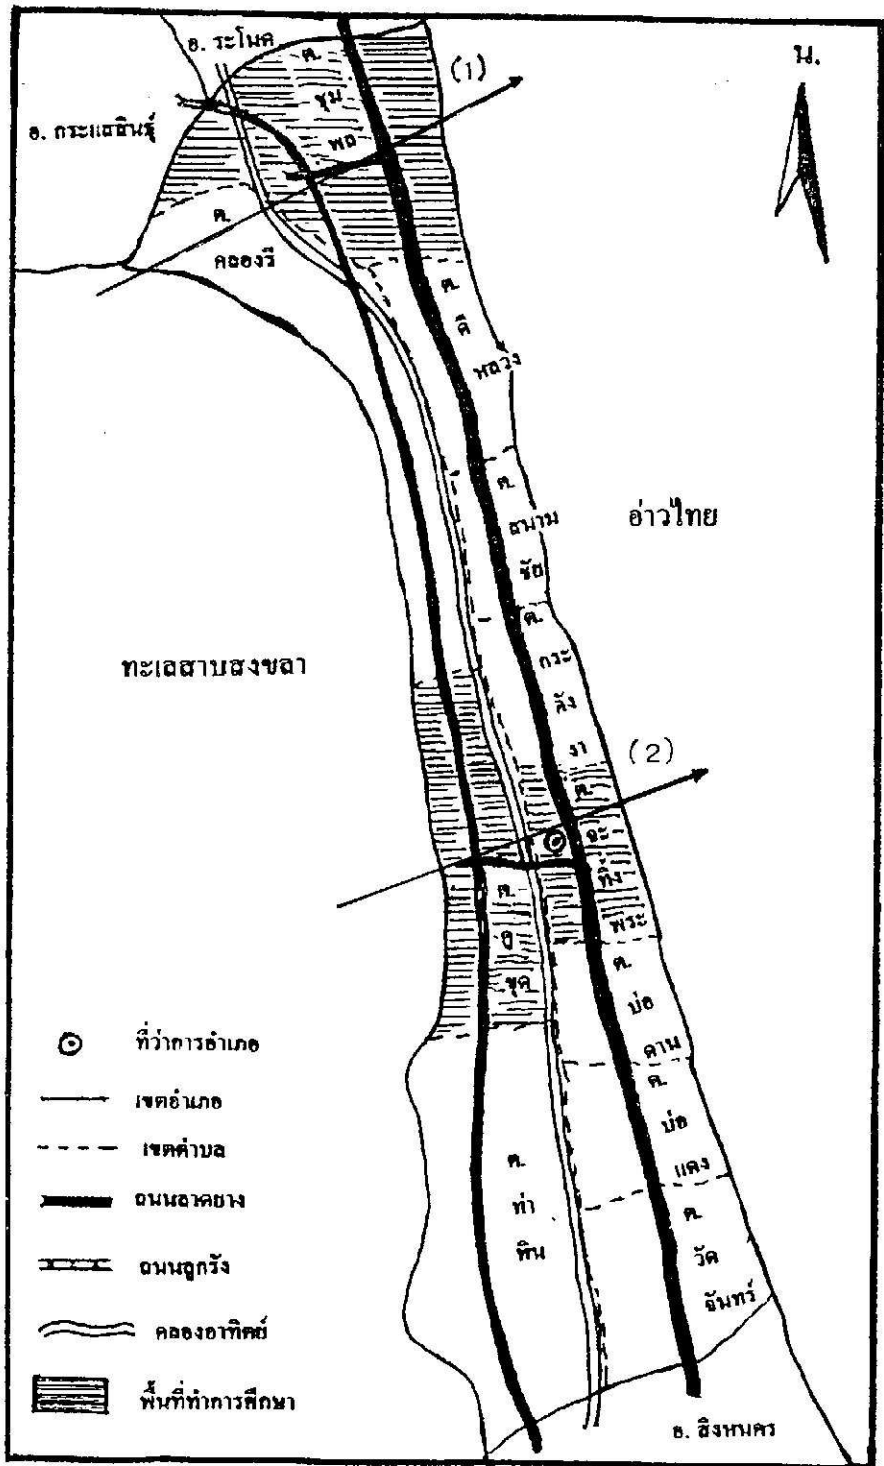 อ. ระโนด
น.
(1)
ต.
ชุม
พล
อ. กระแสสินธุ์
ต.
คลองรี
ต.
ดี
หลวง
ต.
สนาม
ชัย
อ่าวไทย
ต.
กระ
ดัง
งา
ทะเลสาบสงขลา
(2)
ต.
จะ
ทิ้ง
พระ
ต.
คู
ขุด
ต.
บ่อ
ดาน
ต.
บ่อ
แดง
ต.
ท่า
หิน
ต.
วัด
จันทร์
อ. สิงหนคร
ที่ว่าการอำเภอ
เขตอำเภอ
เขตตำบล
ถนนลาดยาง
ถนนลูกรัง
คลองอาทิตย์
พื้นที่ทำการศึกษา